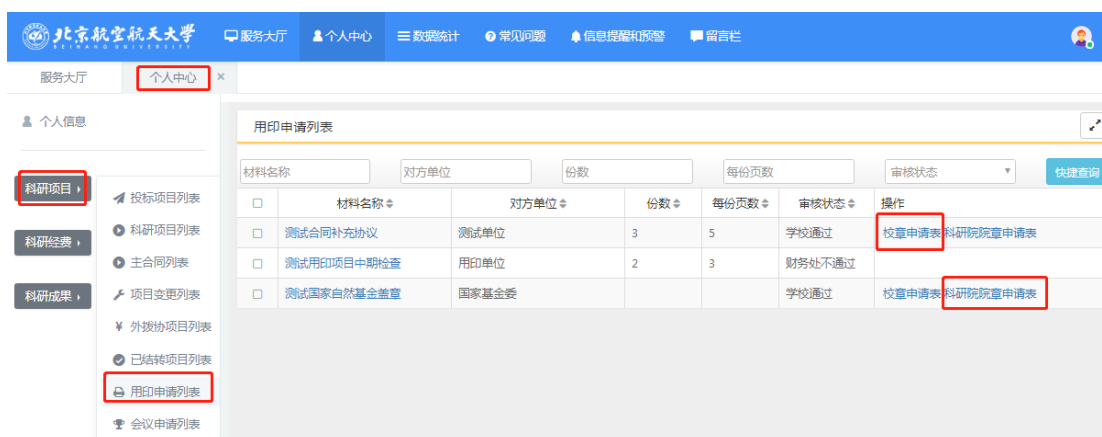 北京航空航天大学 服务大厅 个人中心 数据统计 常见问题 信息提醒和预警 留言栏
BEIHANG UNIVERSITY
服务大厅 个人中心 ×
个人信息
用印申请列表
材料名称 对方单位 份数 每份页数 审核状态 快捷查询
科研项目
投标项目列表
材料名称 对方单位 份数 每份页数 审核状态 操作
科研项目列表
测试合同补充协议 测试单位 3 5 学校通过 校章申请表 科研院院章申请表
科研经费
主合同列表
测试用印项目中期检查 用印单位 2 3 财务处不通过
科研成果
项目变更列表
测试国家自然基金盖章 国家基金委 学校通过 校章申请表 科研院院章申请表
¥ 外拨协项目列表
已结转项目列表
用印申请列表
会议申请列表